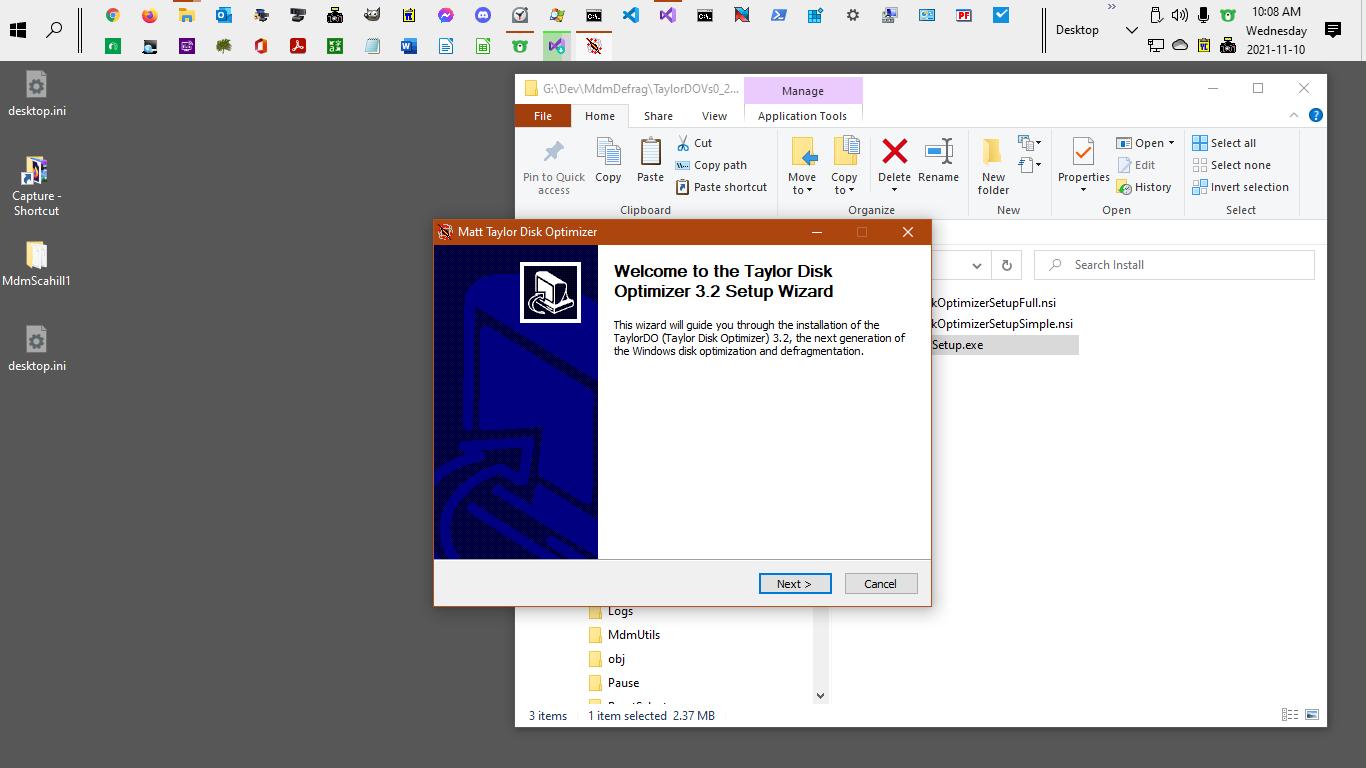 10:08 AM
Wednesday
2021-11-10
Desktop
desktop.ini
Capture -
Shortcut
MdmScahill1
desktop.ini
G:\Dev\MdmDefrag\TaylorDOVs0_2...
Manage
File
Home
Share
View
Application Tools
Pin to Quick
access
Copy
Paste
Cut
Copy path
Paste shortcut
Clipboard
Move
to
Copy
to
Delete
Rename
Organize
New
folder
New
Properties
Open
Edit
History
Open
Select all
Select none
Invert selection
Select
Search Install
kOptimizerSetupFull.nsi
kOptimizerSetupSimple.nsi
Setup.exe
Matt Taylor Disk Optimizer
Welcome to the Taylor Disk
Optimizer 3.2 Setup Wizard
This wizard will guide you through the installation of the
TaylorDO (Taylor Disk Optimizer) 3.2, the next generation of
the Windows disk optimization and defragmentation.
Next >
Cancel
Logs
MdmUtils
obj
Pause
3 items
1 item selected 2.37 MB